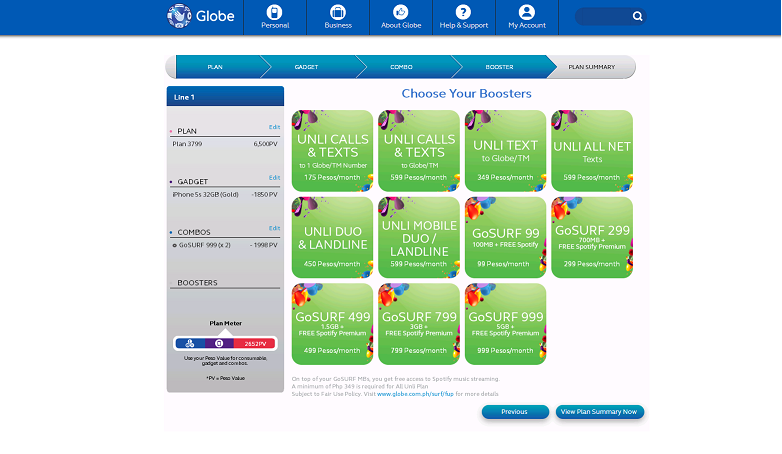 Globe
Personal
Business
About Globe
Help & Support
My Account
PLAN
GADGET
COMBO
BOOSTER
PLAN SUMMARY
Line 1
Edit
PLAN
Plan 3799 6,500PV
Edit
GADGET
iPhone 5s 32GB (Gold) -1850 PV
Edit
COMBOS
GoSURF 999 (x 2) - 1998 PV
BOOSTERS
Plan Meter
2652PV
Use your Peso Value for consumable,
gadget and combos.
*PV = Peso Value
Choose Your Boosters
UNLI CALLS
& TEXTS
to 1 Globe/TM Number
175 Pesos/month
UNLI CALLS
& TEXTS
to Globe/TM
599 Pesos/month
UNLI TEXT
to Globe/TM
349 Pesos/month
UNLI ALL NET
Texts
599 Pesos/month
UNLI DUO
& LANDLINE
450 Pesos/month
UNLI MOBILE
DUO /
LANDLINE
599 Pesos/month
GoSURF 99
100MB + FREE Spotify
99 Pesos/month
GoSURF 299
700MB +
FREE Spotify Premium
299 Pesos/month
GoSURF 499
1.5GB +
FREE Spotify Premium
499 Pesos/month
GoSURF 799
3GB +
FREE Spotify Premium
799 Pesos/month
GoSURF 999
5GB +
FREE Spotify Premium
999 Pesos/month
On top of your GoSURF MBs, you get free access to Spotify music streaming.
A minimum of Php 349 is required for All Unli Plan
Subject to Fair Use Policy. Visit www.globe.com.ph/surf/fup for more details
Previous
View Plan Summary Now